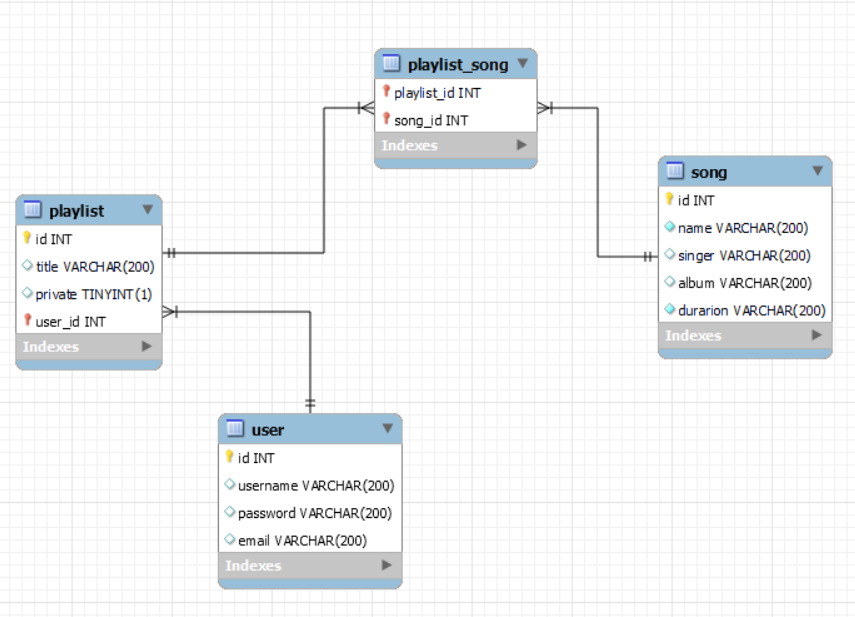 playlist_song
playlist_id INT
song_id INT
Indexes
song
id INT
name VARCHAR(200)
singer VARCHAR(200)
album VARCHAR(200)
durarion VARCHAR(200)
Indexes
playlist
id INT
title VARCHAR(200)
private TINYINT(1)
user_id INT
Indexes
user
id INT
username VARCHAR(200)
password VARCHAR(200)
email VARCHAR(200)
Indexes